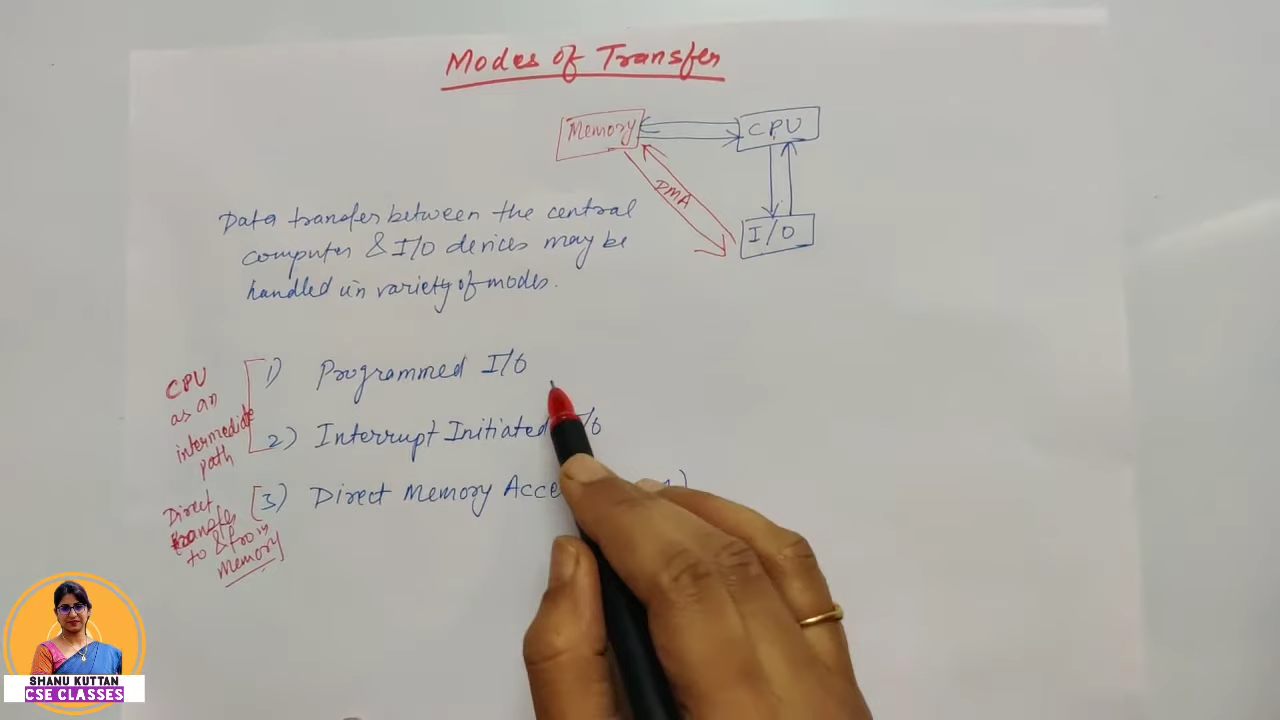 Modes of Transfer
Memory
CPU
DMA
I/O
Data transfer between the central
computer & I/O devices may be
handled in variety of modes.
CPU
as an
intermediate
path
1) Programmed I/O
2) Interrupt Initiated I/O
Direct
transfer
to & from
Memory
3) Direct Memory
SHANU KUTTAN
CSE CLASSES